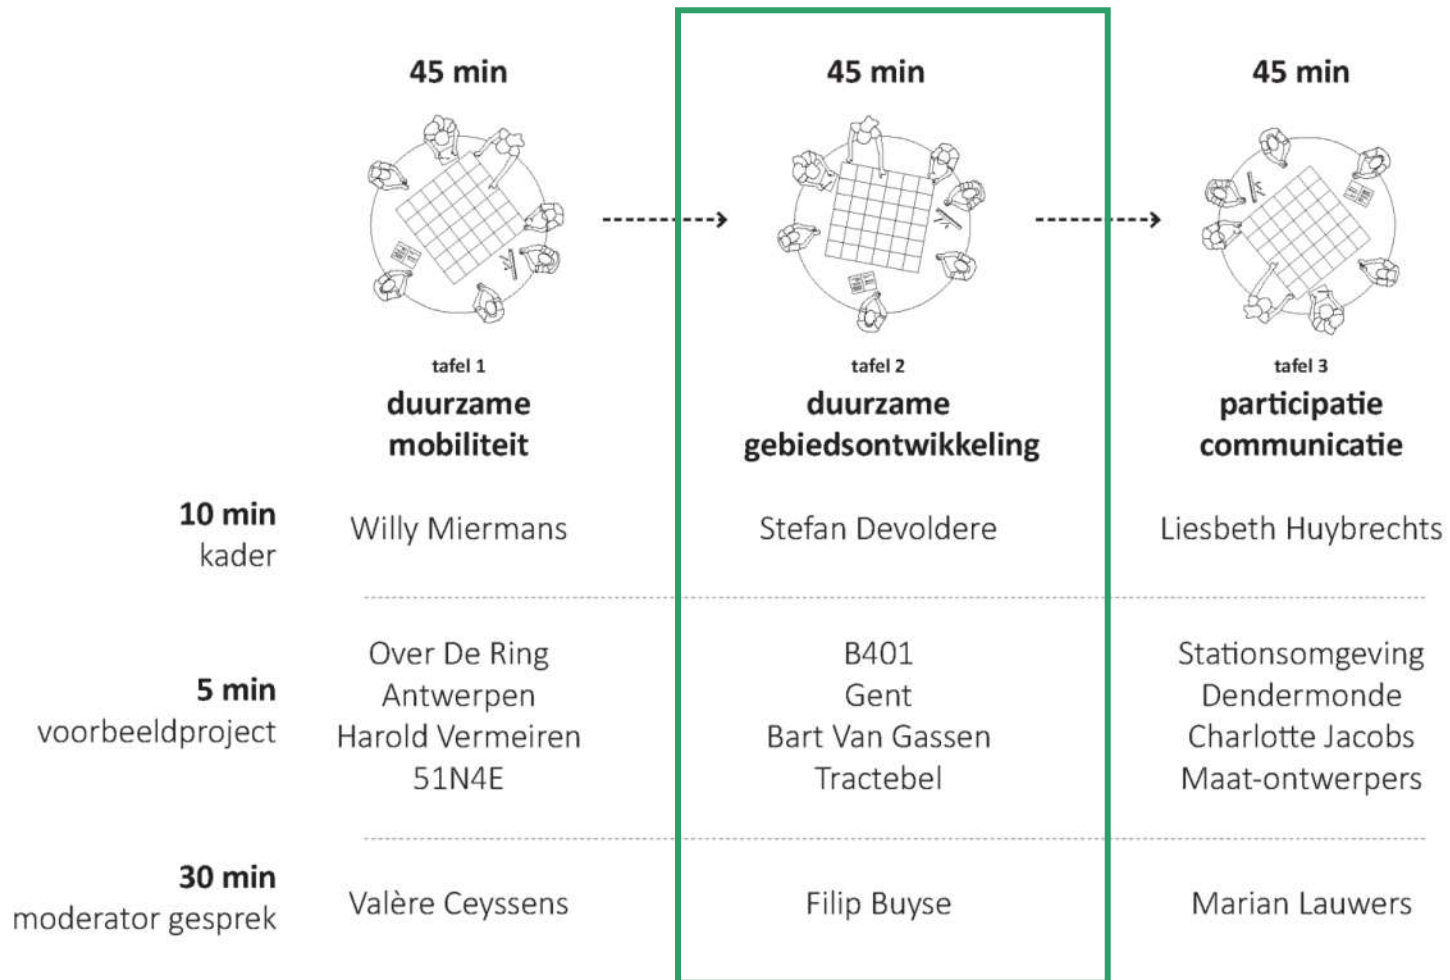 45 min
45 min
45 min
tafel 1
tafel 2
tafel 3
duurzame
mobiliteit
duurzame
gebiedsontwikkeling
participatie
communicatie
10 min
kader
Willy Miermans
Stefan Devoldere
Liesbeth Huybrechts
5 min
voorbeeldproject
Over De Ring
Antwerpen
Harold Vermeiren
51N4E
B401
Gent
Bart Van Gassen
Tractebel
Stationsomgeving
Dendermonde
Charlotte Jacobs
Maat-ontwerpers
30 min
moderator gesprek
Valère Ceyssens
Filip Buyse
Marian Lauwers